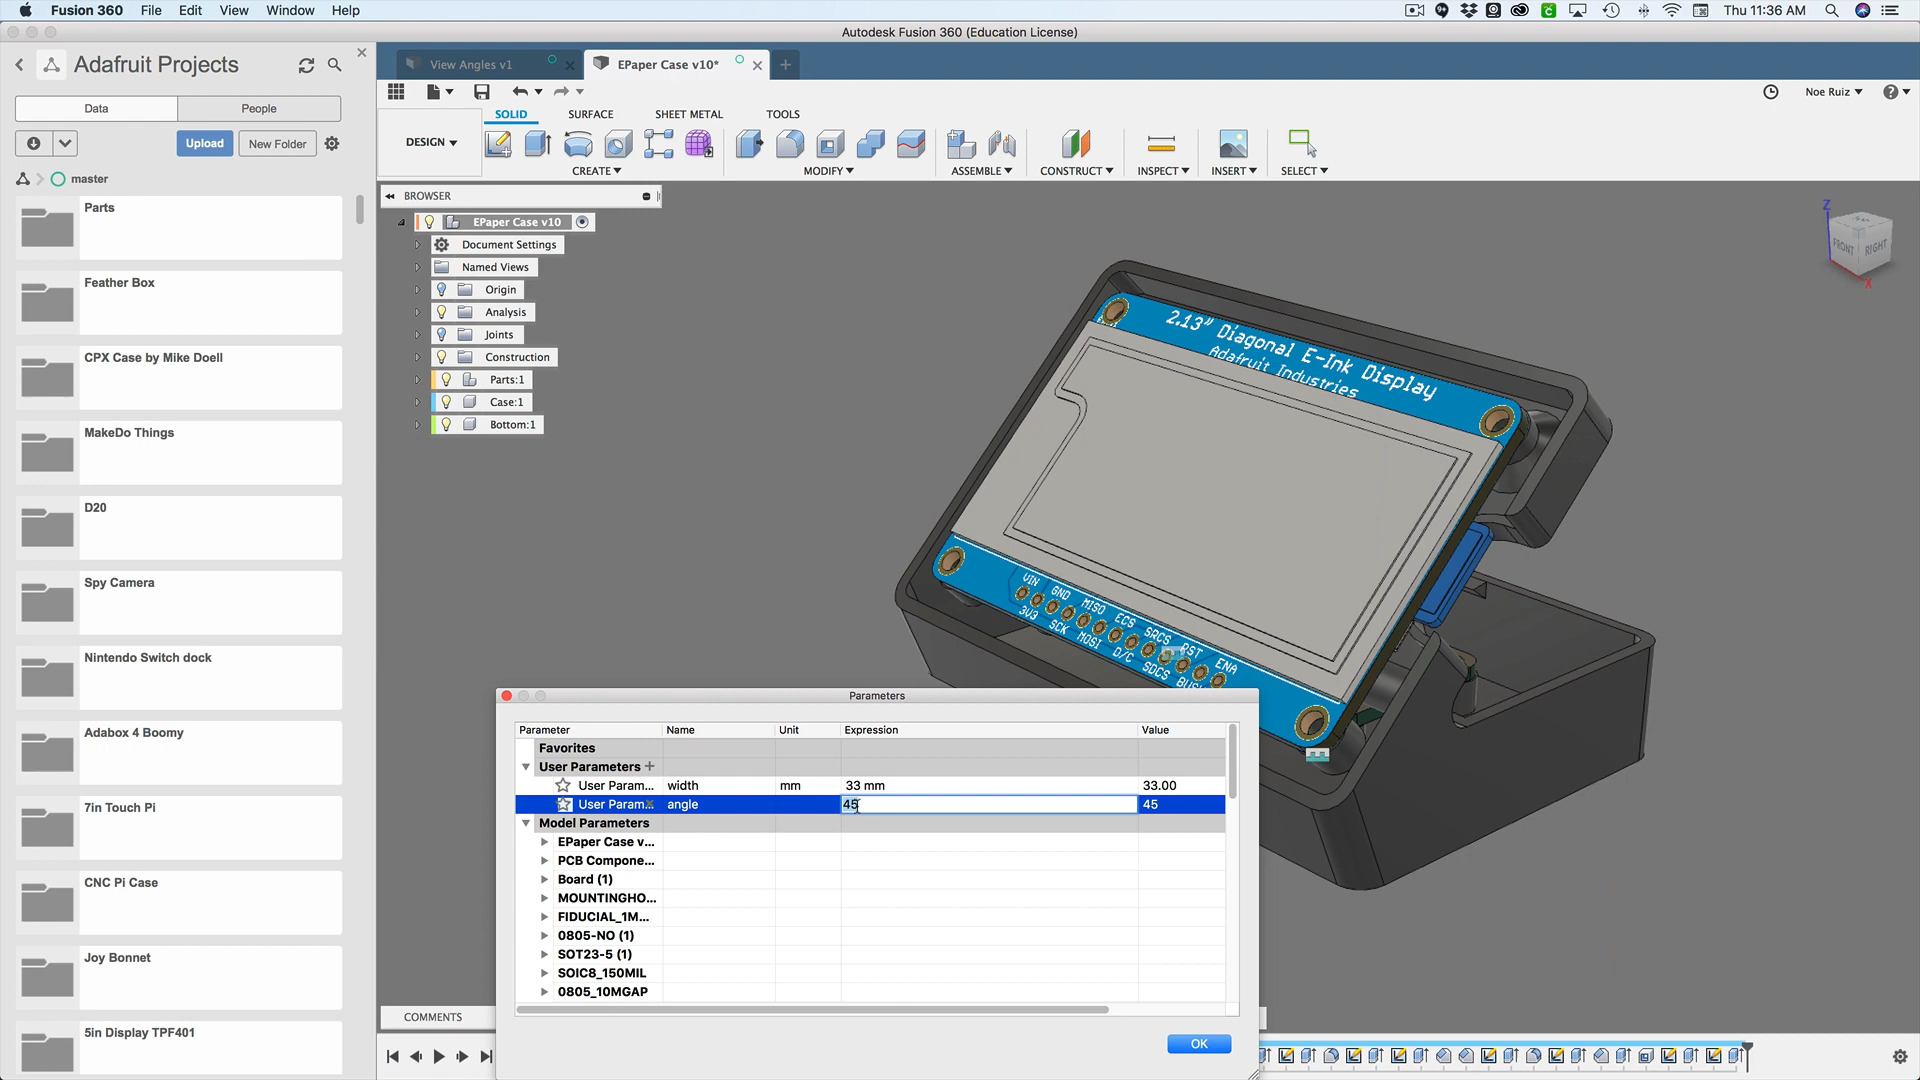 Fusion 360 File Edit View Window Help
Thu 11:36 AM
Autodesk Fusion 360 (Education License)
Adafruit Projects
Data People
Upload New Folder
master
Parts
Feather Box
CPX Case by Mike Doell
MakeDo Things
D20
Spy Camera
Nintendo Switch dock
Adabox 4 Boomy
7in Touch Pi
CNC Pi Case
Joy Bonnet
5in Display TPF401
View Angles v1
EPaper Case v10*
Noe Ruiz
SOLID SURFACE SHEET METAL TOOLS
DESIGN
CREATE MODIFY ASSEMBLE CONSTRUCT INSPECT INSERT SELECT
BROWSER
EPaper Case v10
Document Settings
Named Views
Origin
Analysis
Joints
Construction
Parts:1
Case:1
Bottom:1
Z
FRONT RIGHT
X
2.13" Diagonal E-Ink Display
Adafruit Industries
VIN GND MISO ECS SRCS RST ENA
3V3 SCK MOSI D/C SDCS BUSY
Parameters
Parameter Name Unit Expression Value
Favorites
User Parameters
User Param... width mm 33 mm 33.00
User Param... angle 45 45
Model Parameters
EPaper Case v...
PCB Compone...
Board (1)
MOUNTINGHO...
FIDUCIAL_1M...
0805-NO (1)
SOT23-5 (1)
SOIC8_150MIL
0805_10MGAP
OK
COMMENTS